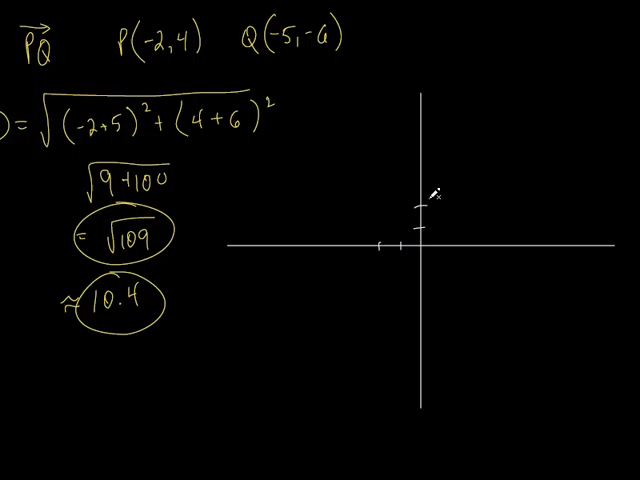 PQ P(-2,4) Q(-5,-6)
) = √(-2+5)² + (4+6)²
√9+100
= √109
≈ 10.4